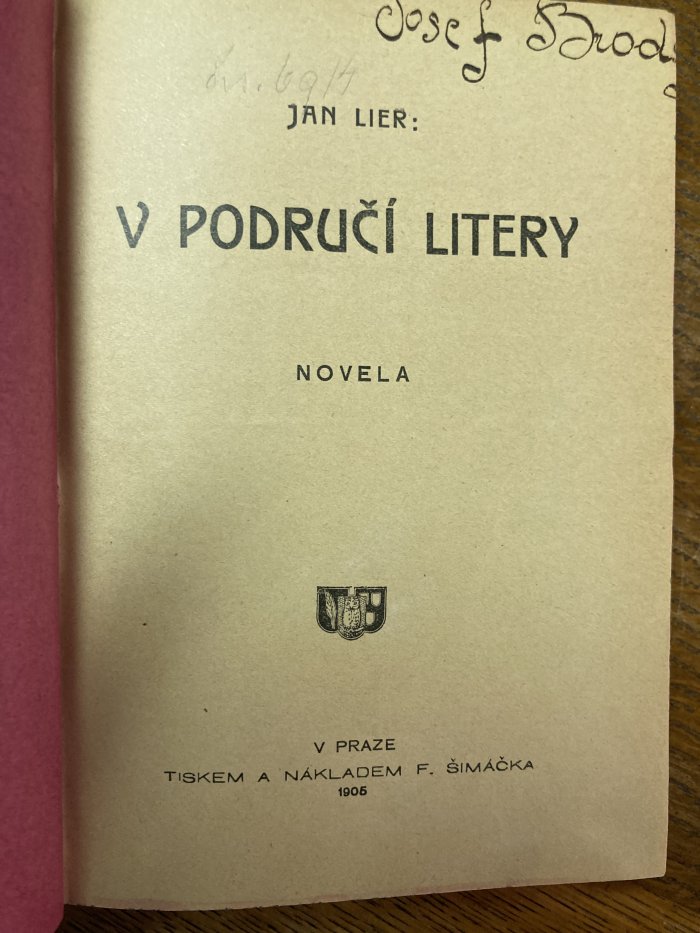 Josef Brod
JAN LIER:
V PODRUČÍ LITERY
NOVELA
V PRAZE
TISKEM A NÁKLADEM F. ŠIMÁČKA
1905